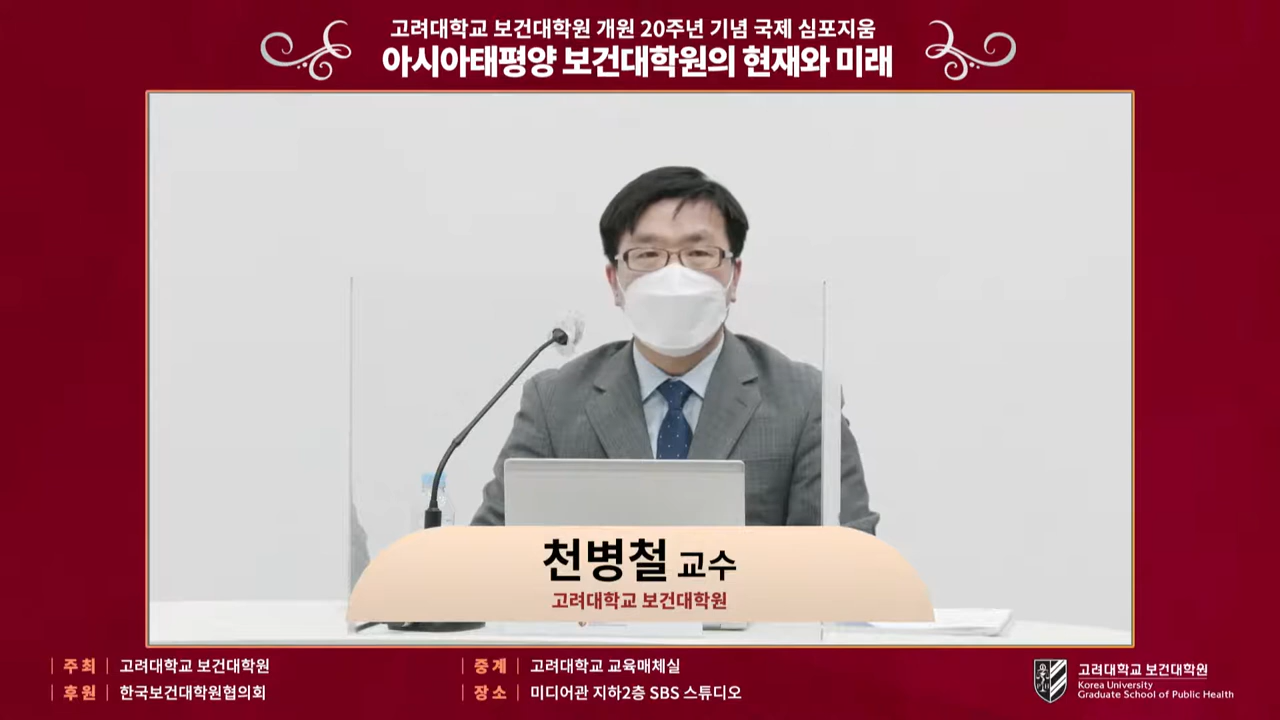 고려대학교 보건대학원 개원 20주년 기념 국제 심포지움
아시아태평양 보건대학원의 현재와 미래
천병철 교수
고려대학교 보건대학원
주최 고려대학교 보건대학원
후원 한국보건대학원협의회
중계 고려대학교 교육매체실
장소 미디어관 지하2층 SBS 스튜디오
고려대학교 보건대학원
Korea University
Graduate School of Public Health